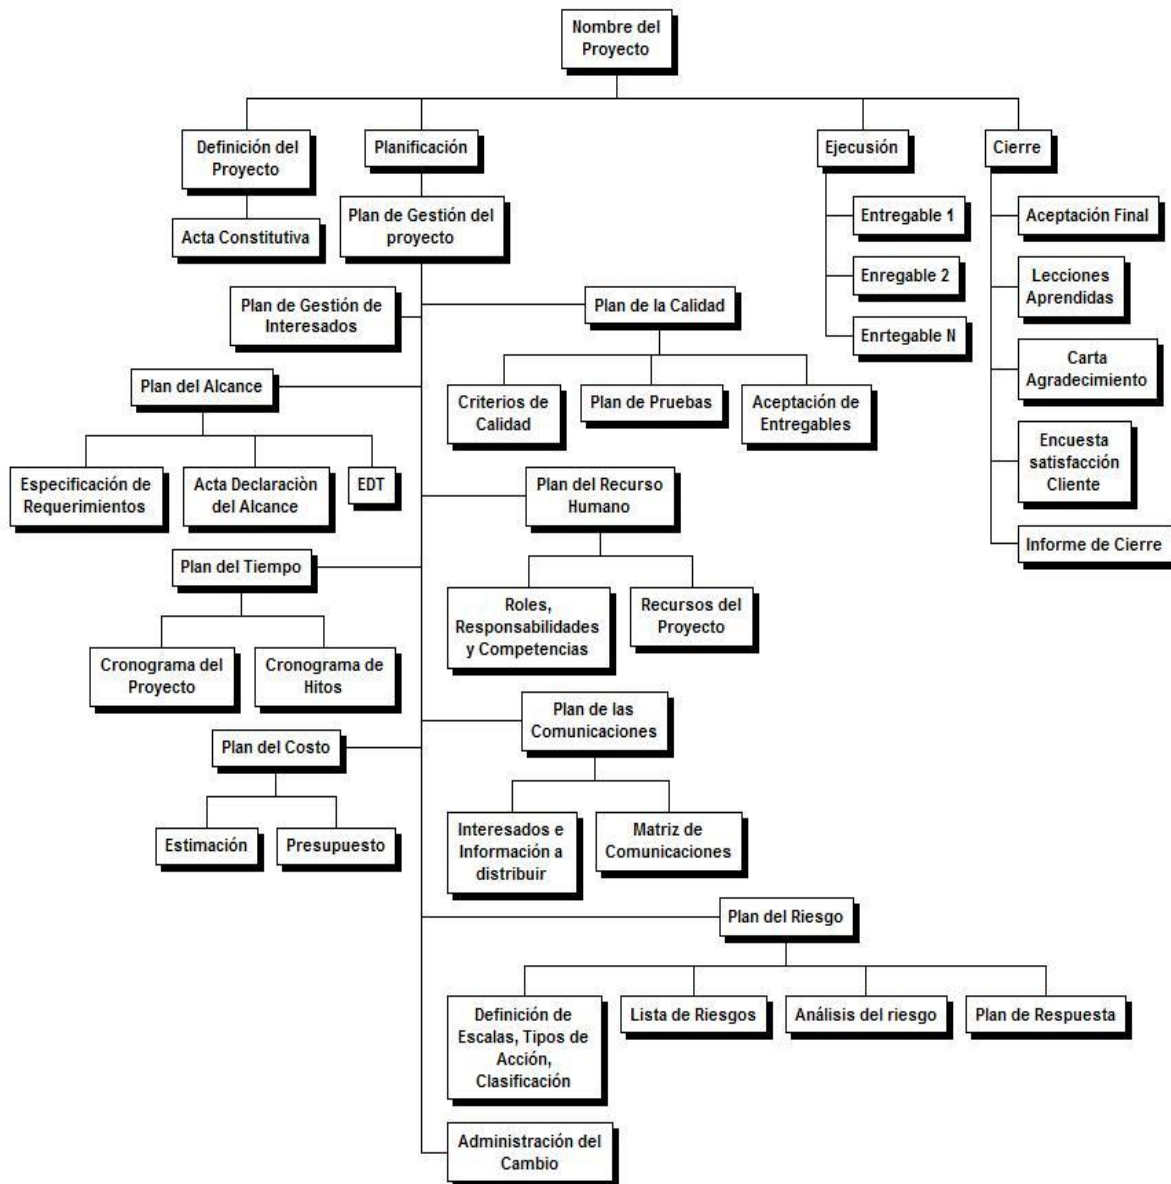 Nombre del
Proyecto
Definición del
Proyecto
Planificación
Ejecusión
Cierre
Acta Constitutiva
Plan de Gestión del
proyecto
Entregable 1
Enregable 2
Enrtegable N
Aceptación Final
Lecciones
Aprendidas
Carta
Agradecimiento
Encuesta
satisfacción
Cliente
Informe de Cierre
Plan de Gestión de
Interesados
Plan de la Calidad
Criterios de
Calidad
Plan de Pruebas
Aceptación de
Entregables
Plan del Alcance
Especificación de
Requerimientos
Acta Declaraciòn
del Alcance
EDT
Plan del Recurso
Humano
Roles,
Responsabilidades
y Competencias
Recursos del
Proyecto
Plan del Tiempo
Cronograma del
Proyecto
Cronograma de
Hitos
Plan de las
Comunicaciones
Interesados e
Información a
distribuir
Matriz de
Comunicaciones
Plan del Costo
Estimación
Presupuesto
Plan del Riesgo
Definición de
Escalas, Tipos de
Acción,
Clasificación
Lista de Riesgos
Análisis del riesgo
Plan de Respuesta
Administración del
Cambio